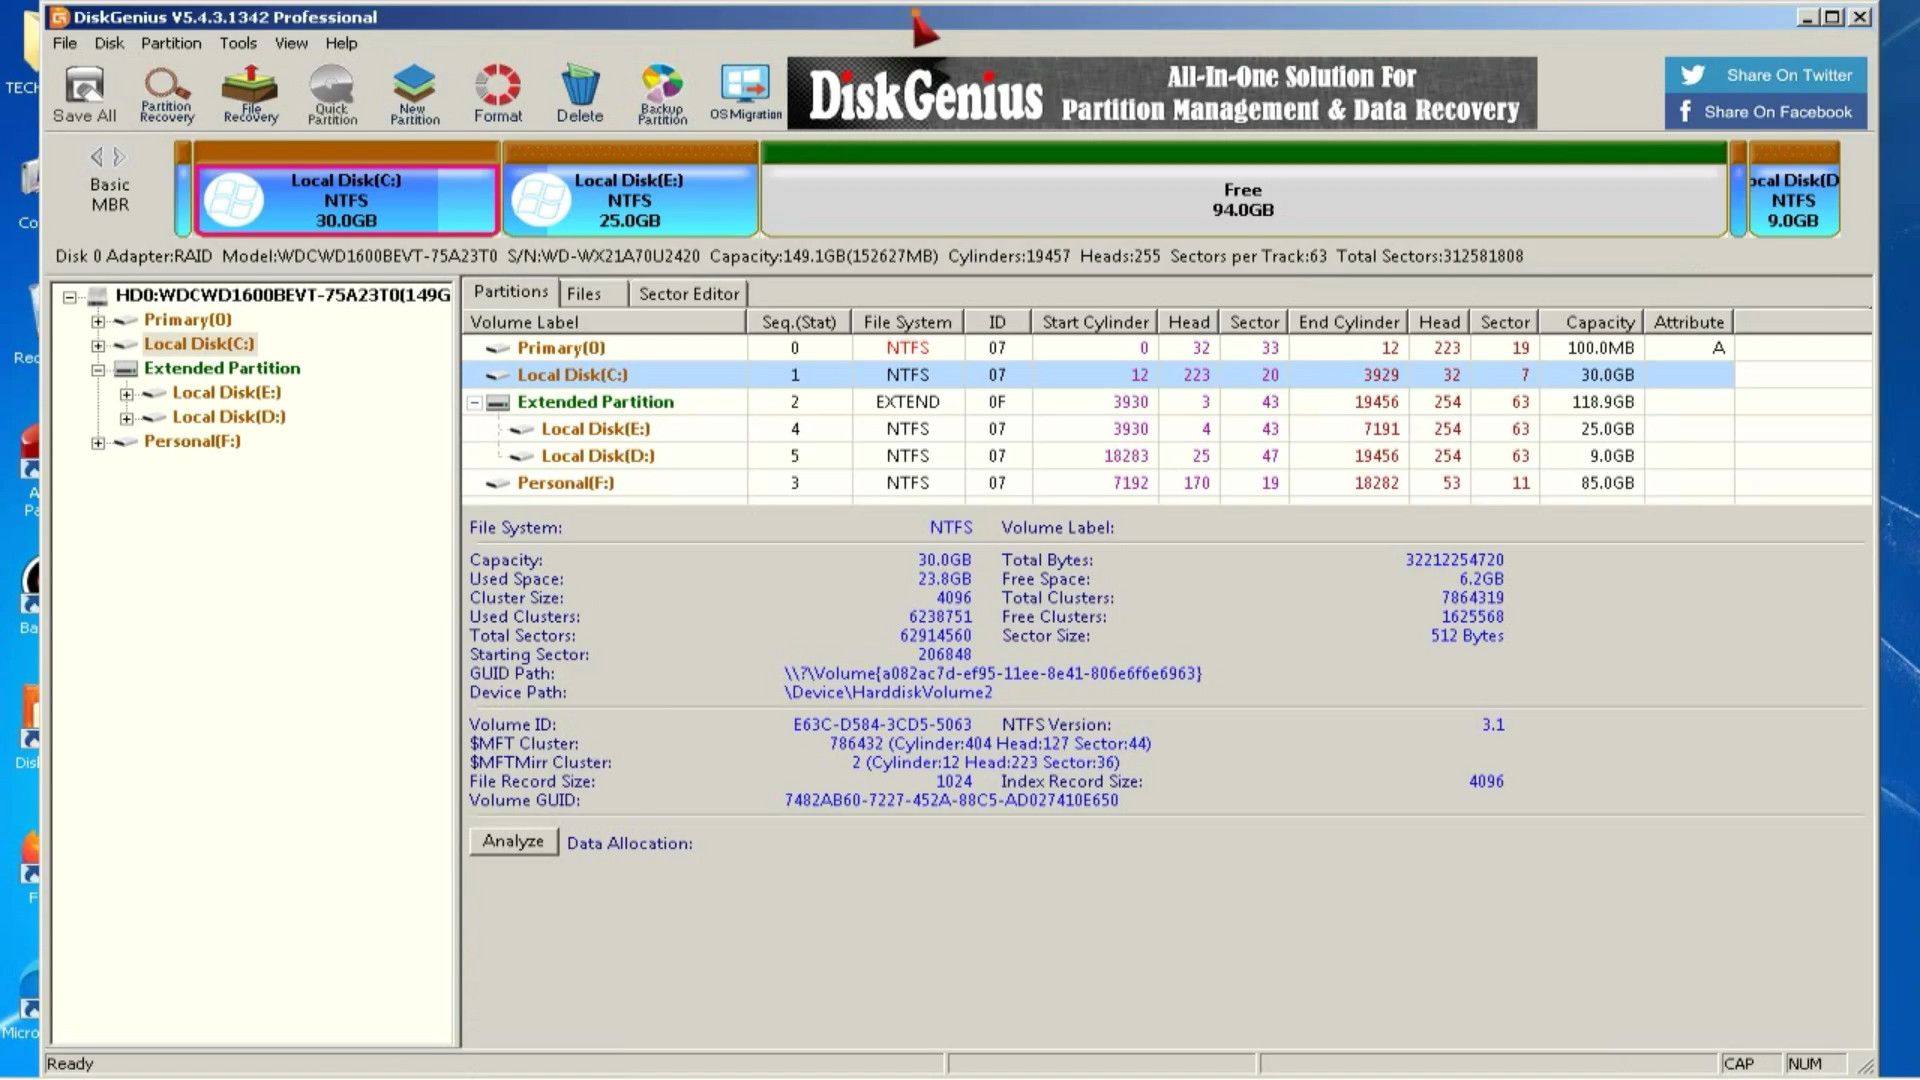 DiskGenius V5.4.3.1342 Professional
File Disk Partition Tools View Help
Save All
Partition Recovery
File Recovery
Quick Partition
New Partition
Format
Delete
Backup Partition
OS Migration
DiskGenius
All-In-One Solution For
Partition Management & Data Recovery
Share On Twitter
Share On Facebook
Basic
MBR
Local Disk(C:)
NTFS
30.0GB
Local Disk(E:)
NTFS
25.0GB
Free
94.0GB
ocal Disk(D
NTFS
9.0GB
Disk 0 Adapter:RAID Model:WDCWD1600BEVT-75A23T0 S/N:WD-WX21A70U2420 Capacity:149.1GB(152627MB) Cylinders:19457 Heads:255 Sectors per Track:63 Total Sectors:312581808
HD0:WDCWD1600BEVT-75A23T0(149G
Primary(0)
Local Disk(C:)
Extended Partition
Local Disk(E:)
Local Disk(D:)
Personal(F:)
Partitions Files Sector Editor
Volume Label Seq.(Stat) File System ID Start Cylinder Head Sector End Cylinder Head Sector Capacity Attribute
Primary(0) 0 NTFS 07 0 32 33 12 223 19 100.0MB A
Local Disk(C:) 1 NTFS 07 12 223 20 3929 32 7 30.0GB
Extended Partition 2 EXTEND 0F 3930 3 43 19456 254 63 118.9GB
Local Disk(E:) 4 NTFS 07 3930 4 43 7191 254 63 25.0GB
Local Disk(D:) 5 NTFS 07 18283 25 47 19456 254 63 9.0GB
Personal(F:) 3 NTFS 07 7192 170 19 18282 53 11 85.0GB
File System: NTFS Volume Label:
Capacity: 30.0GB Total Bytes: 32212254720
Used Space: 23.8GB Free Space: 6.2GB
Cluster Size: 4096 Total Clusters: 7864319
Used Clusters: 6238751 Free Clusters: 1625568
Total Sectors: 62914560 Sector Size: 512 Bytes
Starting Sector: 206848
GUID Path: \\?\Volume{a082ac7d-ef95-11ee-8e41-806e6f6e6963}
Device Path: \Device\HarddiskVolume2
Volume ID: E63C-D584-3CD5-5063 NTFS Version: 3.1
$MFT Cluster: 786432 (Cylinder:404 Head:127 Sector:44)
$MFTMirr Cluster: 2 (Cylinder:12 Head:223 Sector:36)
File Record Size: 1024 Index Record Size: 4096
Volume GUID: 7482AB60-7227-452A-88C5-AD027410E650
Analyze Data Allocation:
Ready CAP NUM
TECH
Co
Rec
A
Pa
Ba
Dis
F
Micro